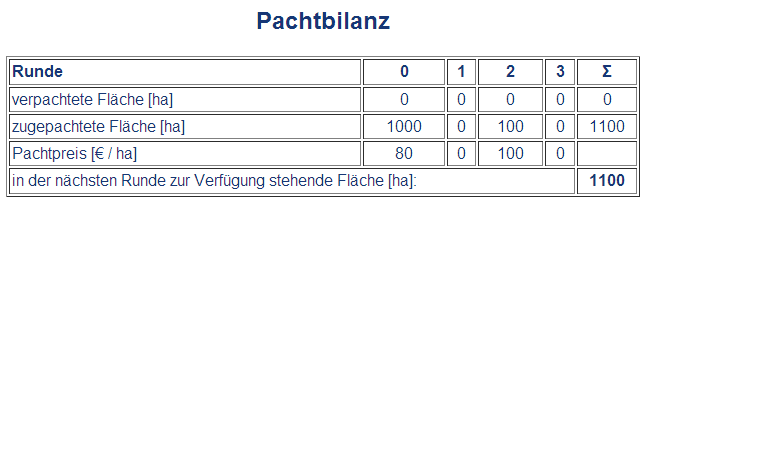 Pachtbilanz
Runde 0 1 2 3 Σ
verpachtete Fläche [ha] 0 0 0 0 0
zugepachtete Fläche [ha] 1000 0 100 0 1100
Pachtpreis [€ / ha] 80 0 100 0
in der nächsten Runde zur Verfügung stehende Fläche [ha]: 1100